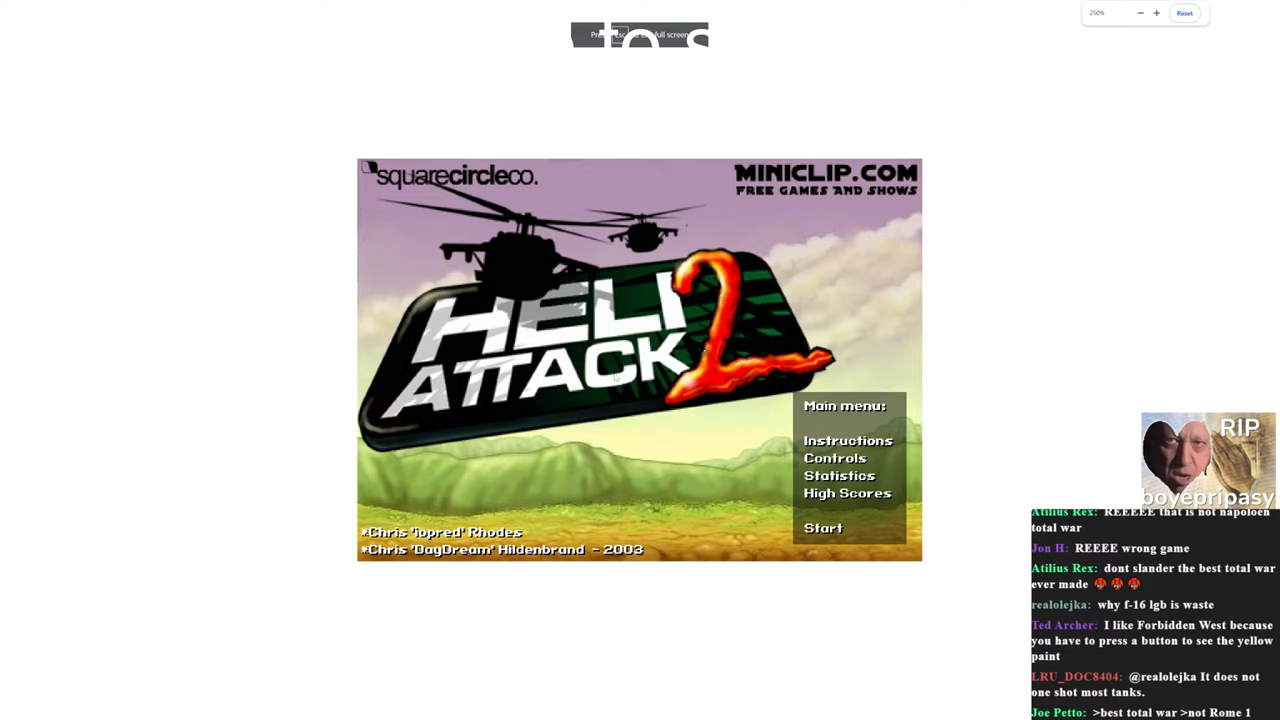 250%
Reset
squarecircleco.
MINICLIP.COM
FREE GAMES AND SHOWS
HELI
ATTACK
2
Main menu:
Instructions
Controls
Statistics
High Scores
Start
*Chris 'iopred' Rhodes
*Chris 'DayDream' Hildenbrand - 2003
RIP
boyepripasy
Atilius Rex: REEEEE that is not napoloen
total war
Jon H: REEEE wrong game
Atilius Rex: dont slander the best total war
ever made
realolejka: why f-16 lgb is waste
Ted Archer: I like Forbidden West because
you have to press a button to see the yellow
paint
LRU_DOC8404: @realolejka It does not
one shot most tanks.
Joe Petto: >best total war >not Rome 1